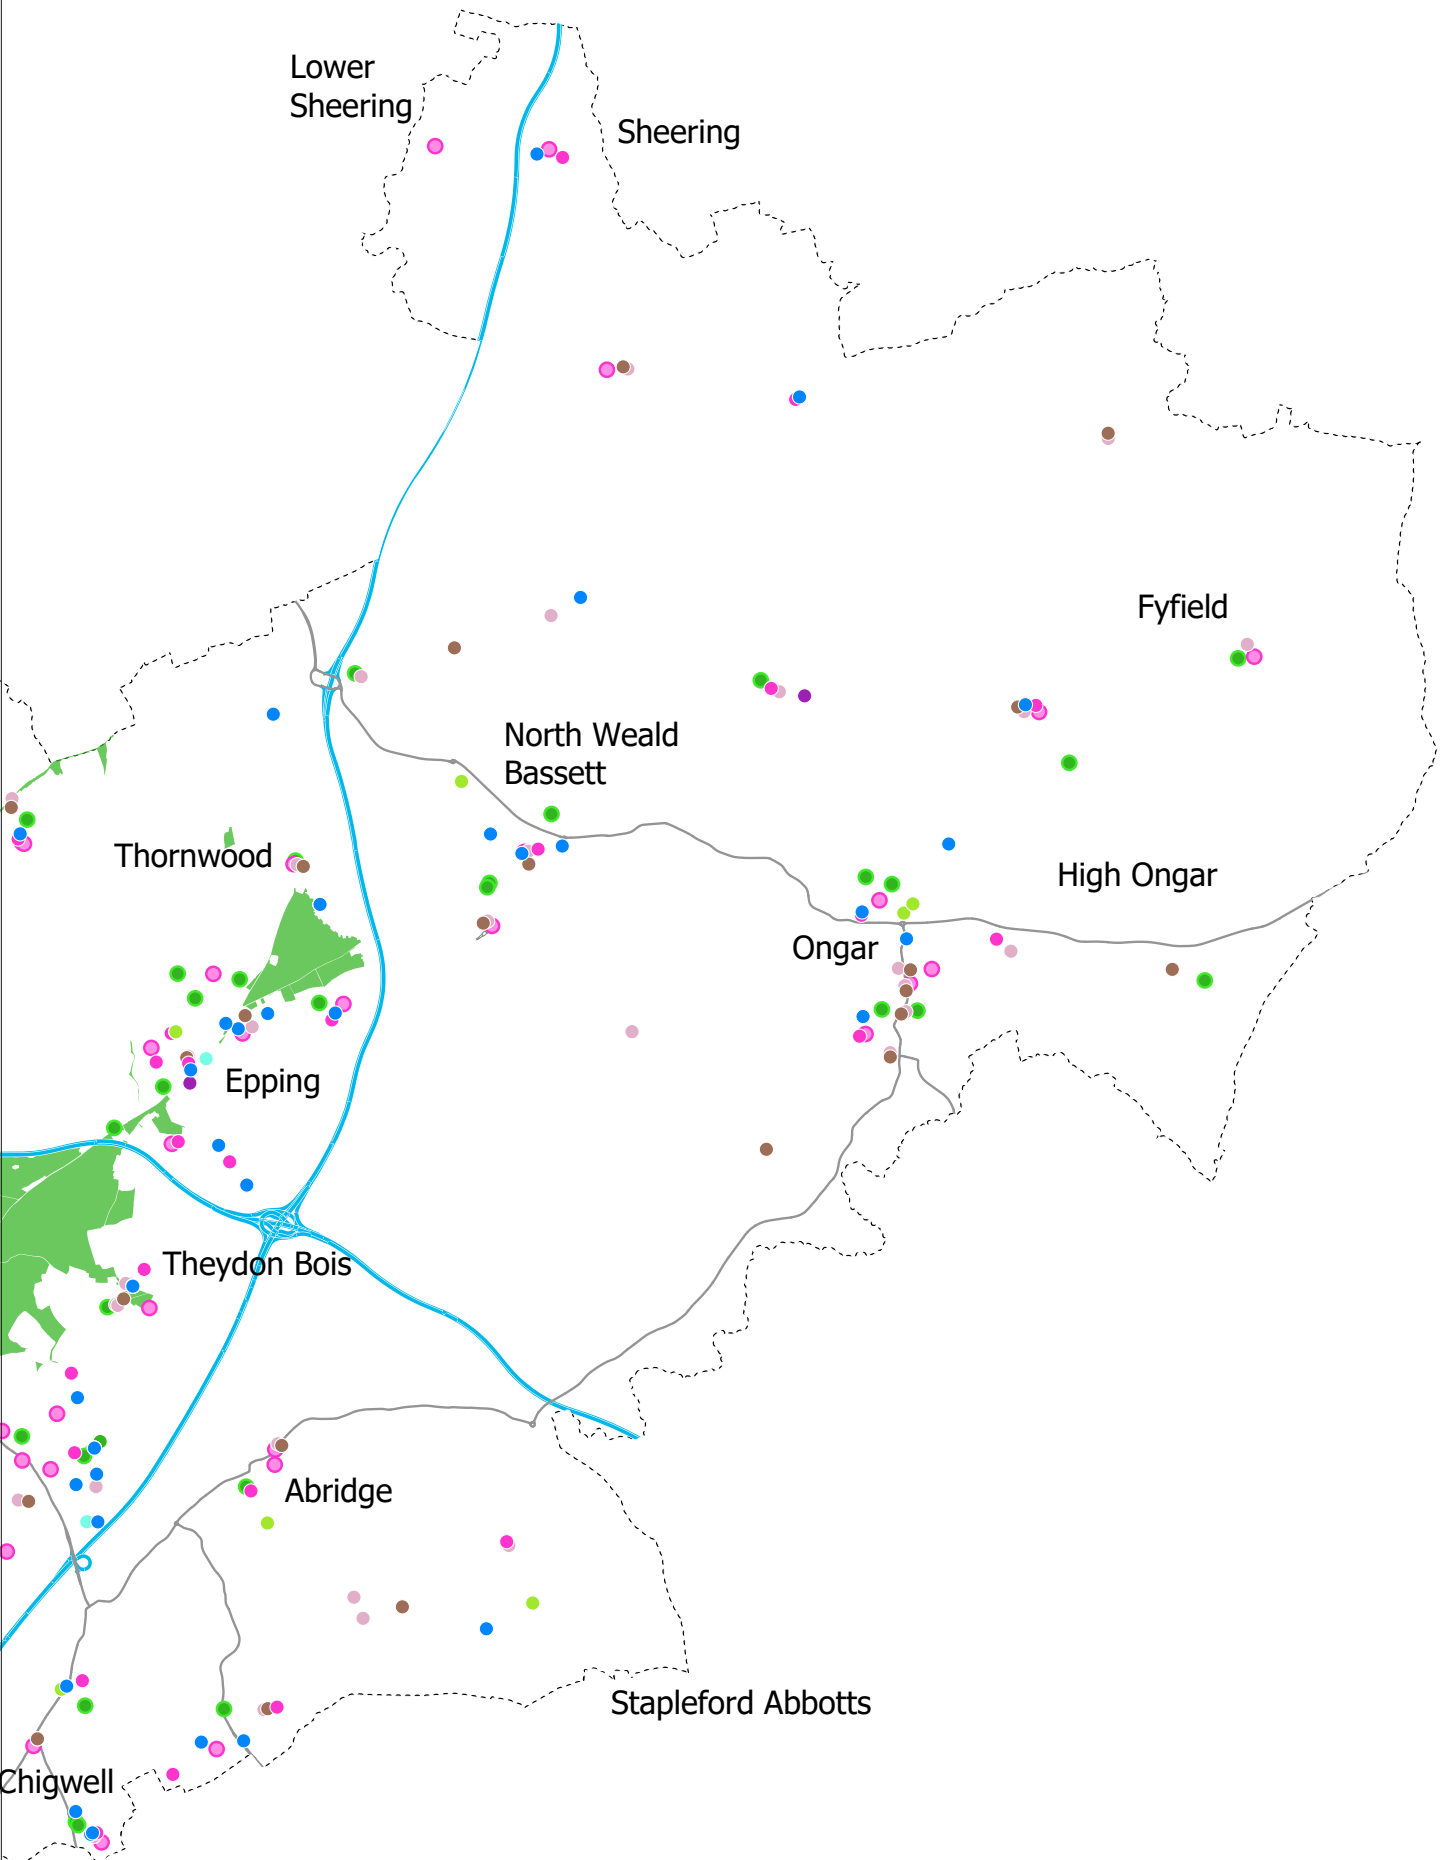 Lower
Sheering
Sheering
Fyfield
North Weald
Bassett
Thornwood
High Ongar
Ongar
Epping
Theydon Bois
Abridge
Stapleford Abbotts
Chigwell